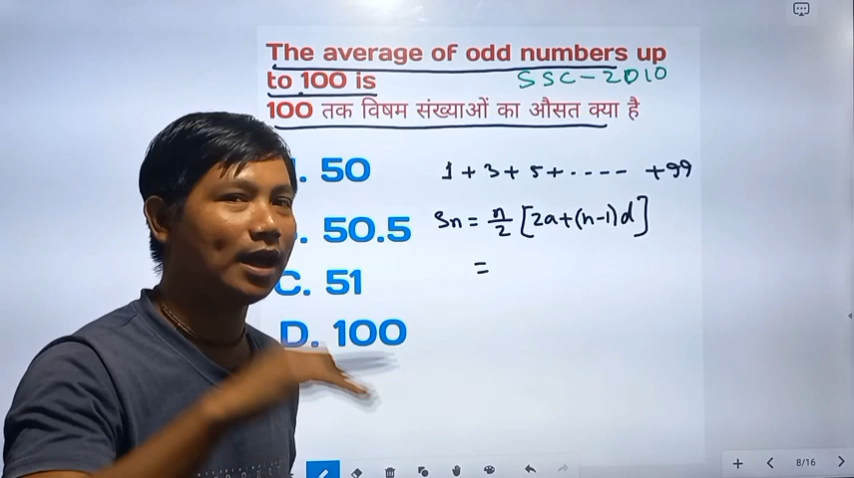 The average of odd numbers up
to 100 is
SSC-2010
100 तक विषम संख्याओं का औसत क्या है
. 50
. 50.5
C. 51
D. 100
1 + 3 + 5 + ..... + 99
Sn = n/2 [2a+(n-1)d]
=
8/16